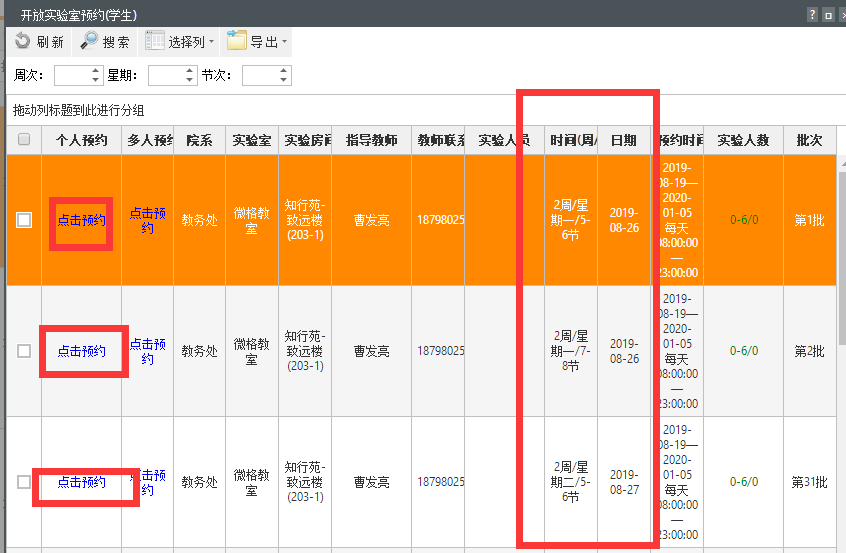 开放实验室预约(学生)
刷新 搜索 选择列 导出
周次: 星期: 节次:
拖动列标题到此进行分组
个人预约 多人预约 院系 实验室 实验房间 指导教师 教师联系 实验人员 时间(周/ 日期 预约时间 实验人数 批次
点击预约
点击预
约
教务处
微格教
室
知行苑-
致远楼
(203-1)
曹发亮
18798025
2周/星
期一/5-
6节
2019-
08-26
2019-
08-19—
2020-
01-05
每天
08:00:00
—
23:00:00
0-6/0
第1批
点击预约
点击预
约
教务处
微格教
室
知行苑-
致远楼
(203-1)
曹发亮
18798025
2周/星
期一/7-
8节
2019-
08-26
2019-
08-19—
2020-
01-05
每天
08:00:00
—
23:00:00
0-6/0
第2批
点击预约
点击预
约
教务处
微格教
室
知行苑-
致远楼
(203-1)
曹发亮
18798025
2周/星
期二/5-
6节
2019-
08-27
2019-
08-19—
2020-
01-05
每天
08:00:00
—
23:00:00
0-6/0
第31批